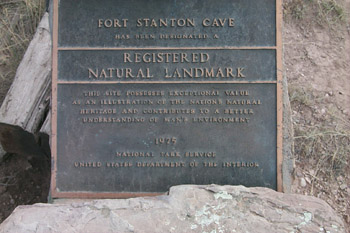 FORT STANTON CAVE
HAS BEEN DESIGNATED A
REGISTERED
NATURAL LANDMARK
THIS SITE POSSESSES EXCEPTIONAL VALUE
AS AN ILLUSTRATION OF THE NATION'S NATURAL
HERITAGE AND CONTRIBUTES TO A BETTER
UNDERSTANDING OF MAN'S ENVIRONMENT
1975
NATIONAL PARK SERVICE
UNITED STATES DEPARTMENT OF THE INTERIOR